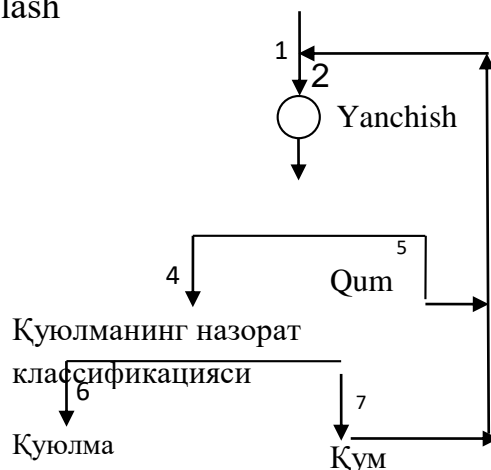 lash
1
2
Yanchish
5
4
Qum
Қуюлманинг назорат
классификацияси
6
7
Қуюлма
Қум